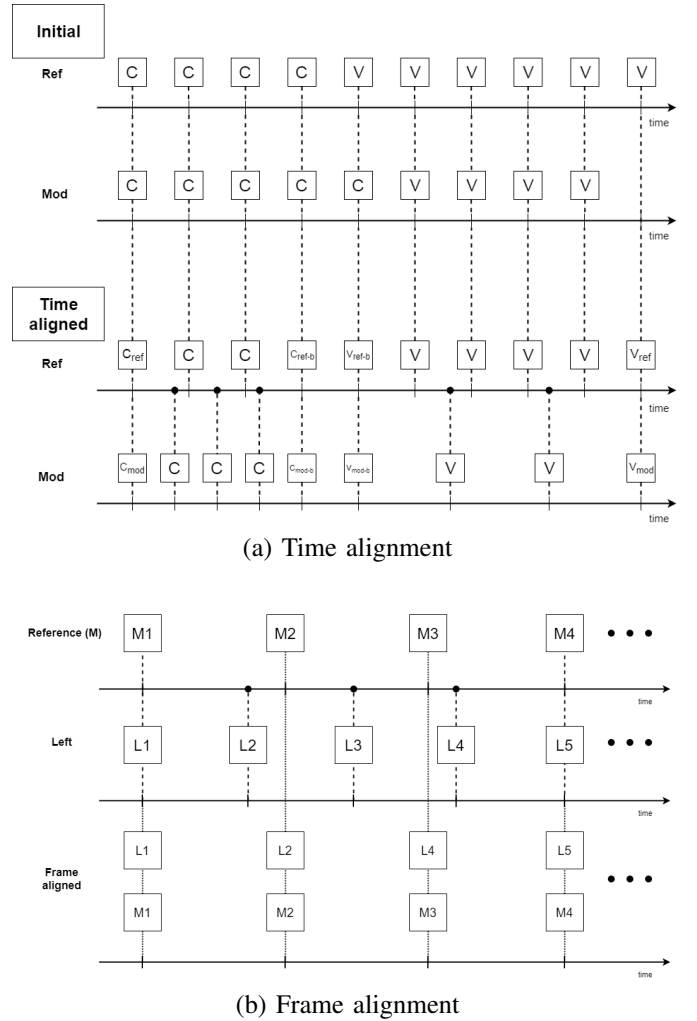 Initial
Ref
C C C C V V V V V V
time
Mod
C C C C C V V V V
time
Time
aligned
Ref
Cref C C Cref-b Vref-b V V V V Vref
time
Mod
Cmod C C C Cmod-b Vmod-b V V Vmod
time
(a) Time alignment
Reference (M)
M1 M2 M3 M4
time
Left
L1 L2 L3 L4 L5
time
L1 L2 L4 L5
Frame
aligned
M1 M2 M3 M4
time
(b) Frame alignment